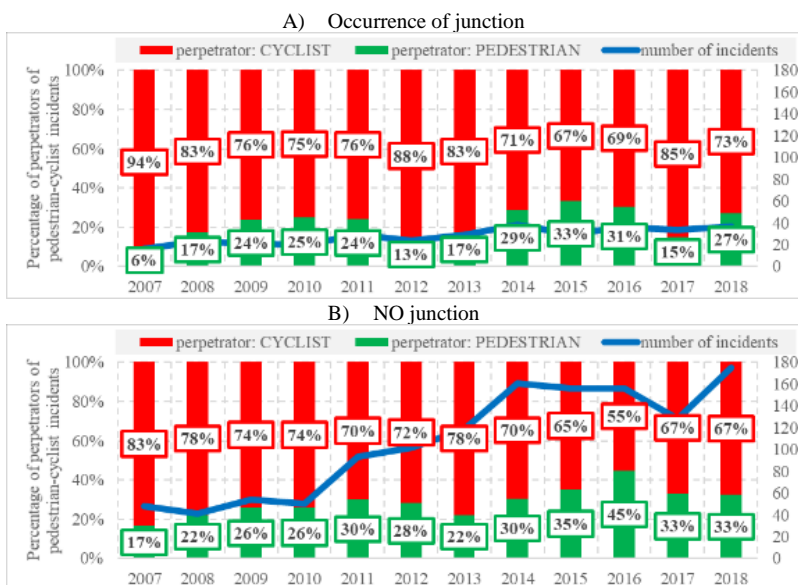 A) Occurrence of junction
perpetrator: CYCLIST perpetrator: PEDESTRIAN number of incidents
Percentage of perpetrators of
pedestrian-cyclist incidents
100% 180
160
80% 140
120
60% 100
80
40% 60
40
20% 20
0% 0
94% 83% 76% 75% 76% 88% 83% 71% 67% 69% 85% 73%
6% 17% 24% 25% 24% 13% 17% 29% 33% 31% 15% 27%
2007 2008 2009 2010 2011 2012 2013 2014 2015 2016 2017 2018
B) NO junction
perpetrator: CYCLIST perpetrator: PEDESTRIAN number of incidents
Percentage of perpetrators of
pedestrian-cyclist incidents
100% 180
160
80% 140
120
60% 100
80
40% 60
40
20% 20
0% 0
83% 78% 74% 74% 70% 72% 78% 70% 65% 55% 67% 67%
17% 22% 26% 26% 30% 28% 22% 30% 35% 45% 33% 33%
2007 2008 2009 2010 2011 2012 2013 2014 2015 2016 2017 2018